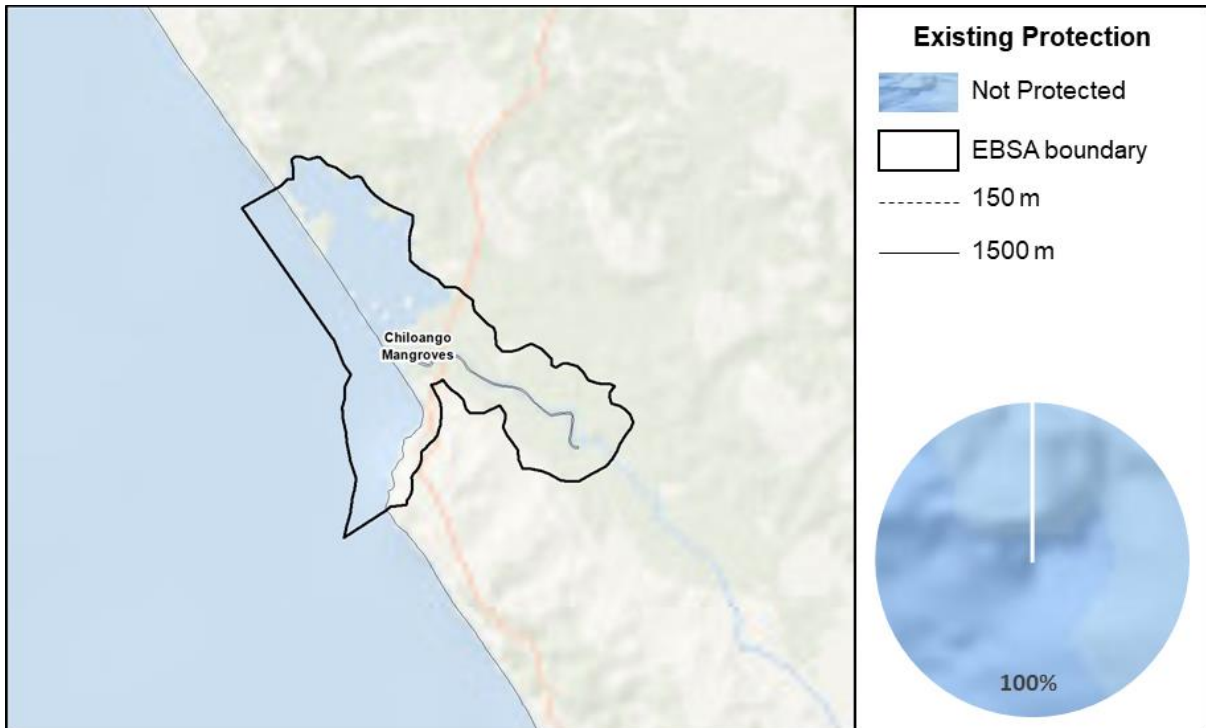 Chiloango
Mangroves
Existing Protection
Not Protected
EBSA boundary
150 m
1500 m
100%